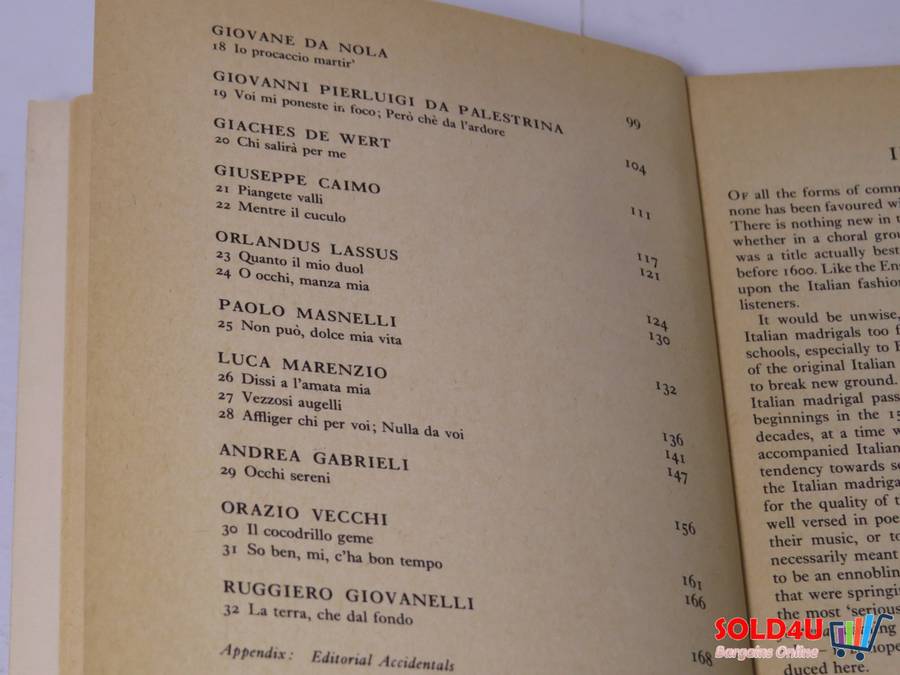 GIOVANE DA NOLA
18 Io procaccio martir'
99
GIOVANNI PIERLUIGI DA PALESTRINA
19 Voi mi poneste in foco; Però chè da l'ardore
104
GIACHES DE WERT
20 Chi salirà per me
111
GIUSEPPE CAIMO
21 Piangete valli
117
22 Mentre il cuculo
121
ORLANDUS LASSUS
23 Quanto il mio duol
124
24 O occhi, manza mia
130
PAOLO MASNELLI
25 Non può, dolce mia vita
132
LUCA MARENZIO
26 Dissi a l'amata mia
136
27 Vezzosi augelli
141
28 Affliger chi per voi; Nulla da voi
147
ANDREA GABRIELI
29 Occhi sereni
156
ORAZIO VECCHI
30 Il cocodrillo geme
161
31 So ben, mi, c'ha bon tempo
166
RUGGIERO GIOVANELLI
32 La terra, che dal fondo
168
Appendix: Editorial Accidentals
OF all the forms of comm
none has been favoured wi
There is nothing new in t
whether in a choral grou
was a title actually best
before 1600. Like the En
upon the Italian fashio
listeners.
It would be unwise,
Italian madrigals too f
schools, especially to E
of the original Italian
to break new ground.
Italian madrigal pass
beginnings in the 15
decades, at a time w
accompanied Italian
tendency towards se
the Italian madriga
for the quality of t
well versed in poe
their music, or to
necessarily meant
to be an ennoblin
that were springin
the most 'serious
hope
duced here.
SOLD4U
Bargains Online